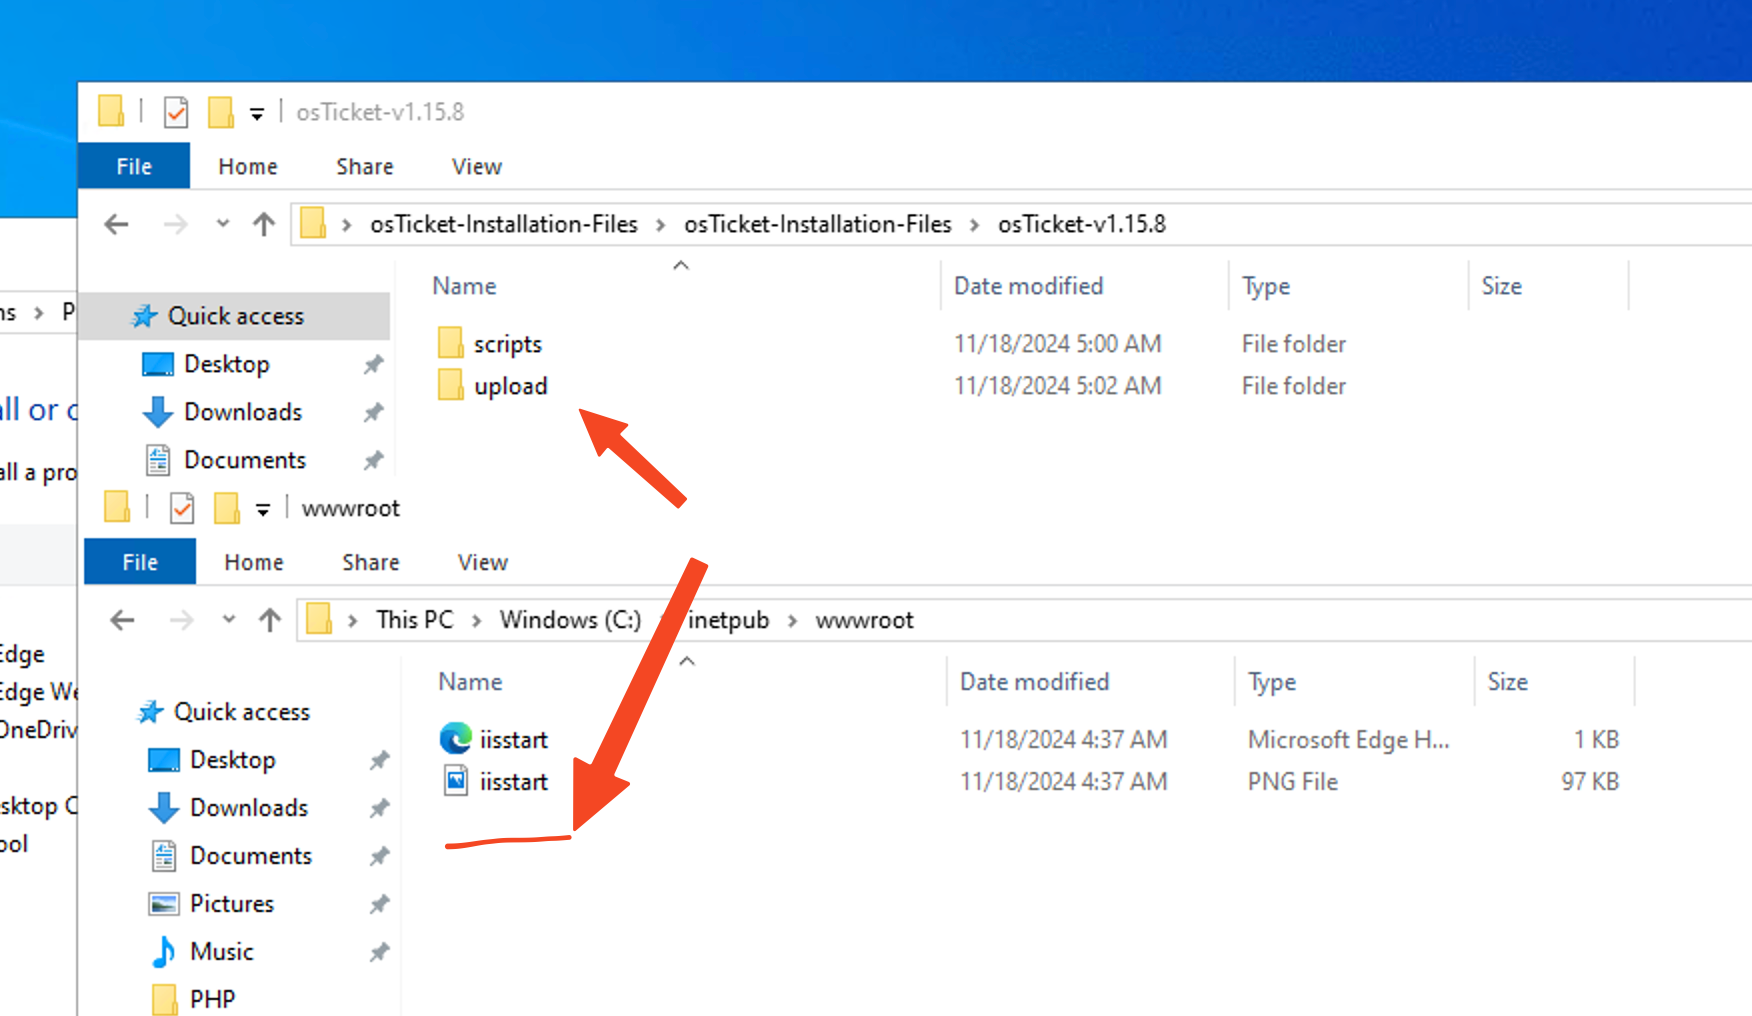 osTicket-v1.15.8
File Home Share View
osTicket-Installation-Files > osTicket-Installation-Files > osTicket-v1.15.8
Name Date modified Type Size
Quick access
scripts 11/18/2024 5:00 AM File folder
Desktop
upload 11/18/2024 5:02 AM File folder
Downloads
Documents
ns > P
all or c
all a pro
wwwroot
File Home Share View
This PC > Windows (C:) > inetpub > wwwroot
Name Date modified Type Size
Quick access
iisstart 11/18/2024 4:37 AM Microsoft Edge H... 1 KB
Desktop
iisstart 11/18/2024 4:37 AM PNG File 97 KB
Downloads
Documents
Pictures
Music
PHP
Edge
Edge We
OneDriv
esktop C
ool